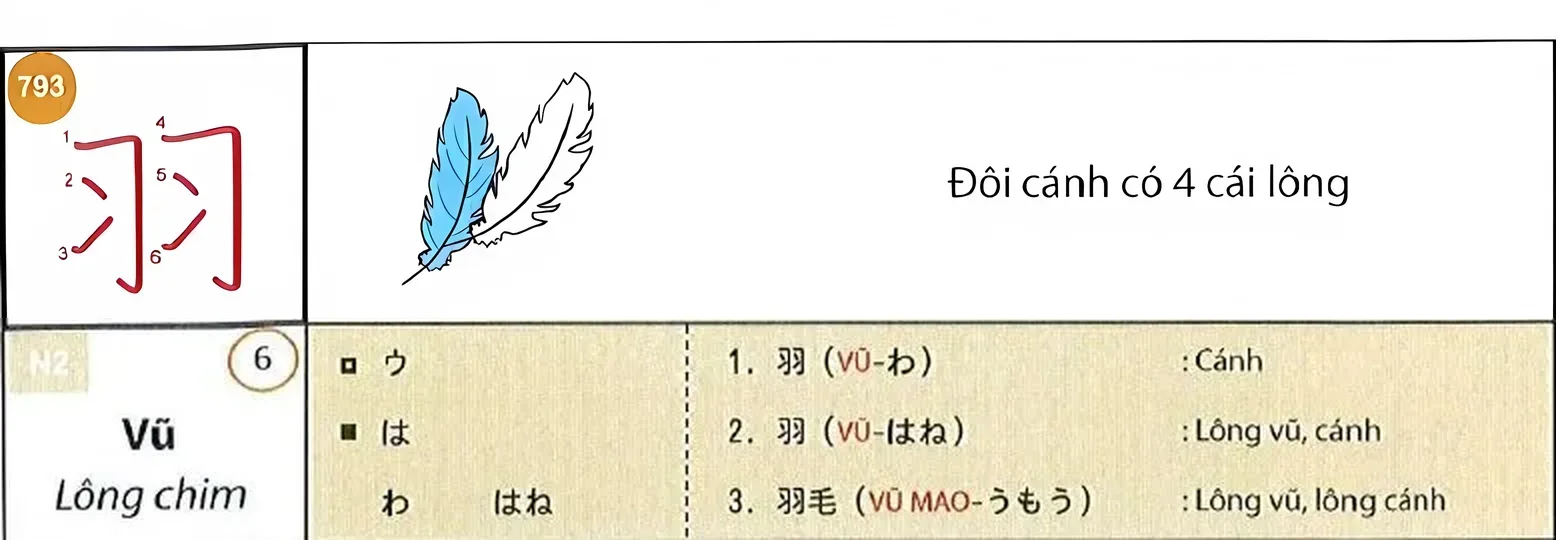 793
羽
1
2
3
4
5
6
Đôi cánh có 4 cái lông
N2
6
Vũ
Lông chim
ウ
は
わ はね
1. 羽 (VŨ-わ) : Cánh
2. 羽 (VŨ-はね) : Lông vũ, cánh
3. 羽毛 (VŨ MAO-うもう) : Lông vũ, lông cánh